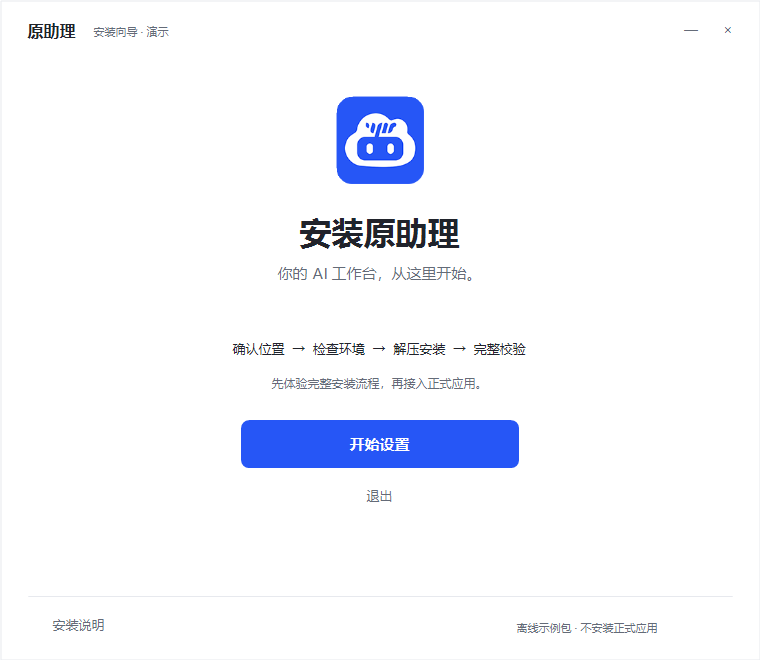 原助理 安装向导 · 演示
安装原助理
你的 AI 工作台，从这里开始。
确认位置 → 检查环境 → 解压安装 → 完整校验
先体验完整安装流程，再接入正式应用。
开始设置
退出
安装说明 离线示例包 · 不安装正式应用